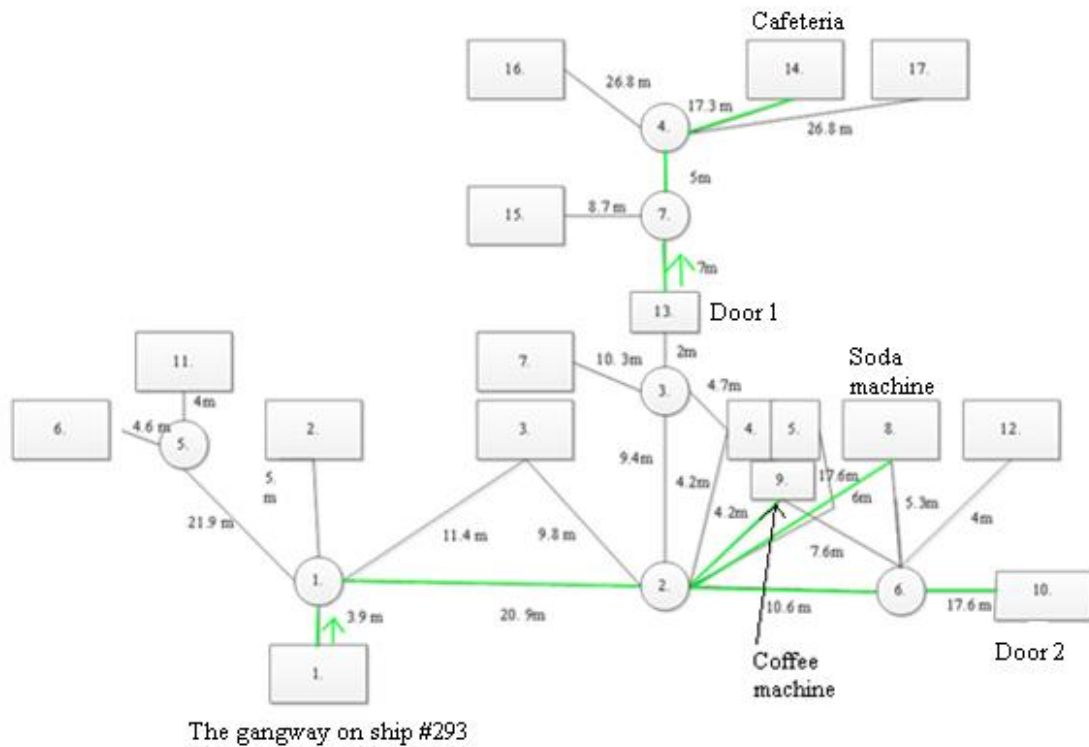 Cafeteria
16.
14.
17.
26.8 m
17.3 m
4.
26.8 m
5m
15.
8.7 m
7.
7m
13.
Door 1
11.
7.
10. 3m
2m
Soda
machine
3.
4.7m
6.
4.6 m
4m
5.
2.
3.
4.
5.
8.
12.
9.4m
9.
17.6m
5.
m
4.2m
6m
4.2m
5.3m
4m
21.9 m
11.4 m
9.8 m
7.6m
1.
2.
6.
10.
20. 9m
10.6 m
17.6 m
3.9 m
1.
Coffee
machine
Door 2
The gangway on ship #293